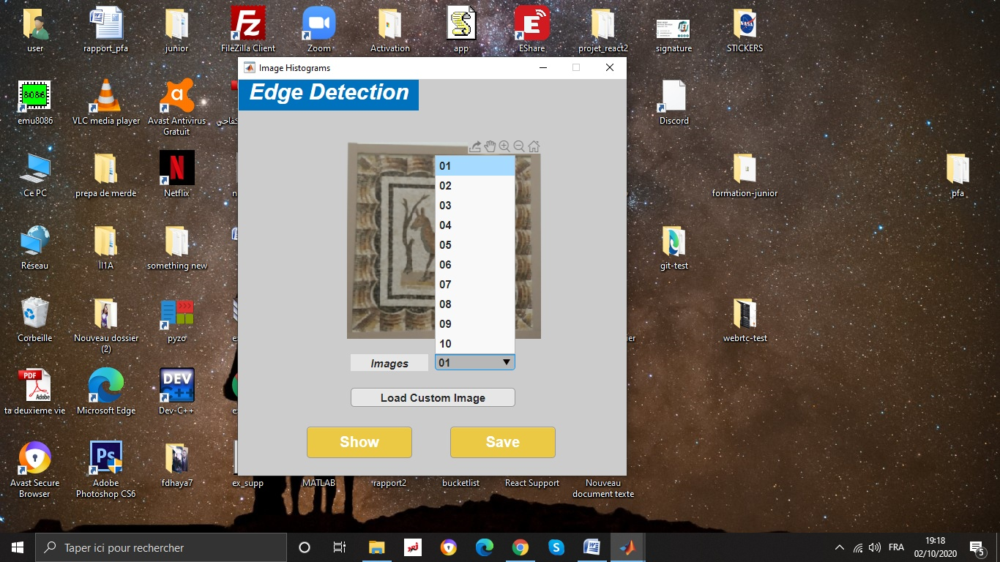 user
rapport_pfa
junior
FileZilla Client
Zoom
Activation
app
EShare
projet_react2
signature
STICKERS
Image Histograms
Edge Detection
emu8086
VLC media player
Avast Antivirus
Gratuit
Discord
01
02
03
04
05
06
07
08
09
10
Images
01
Load Custom Image
Show
Save
Ce PC
prepa de merde
Netflix
formation-junior
pfa
Réseau
II1A
something new
git-test
Corbeille
Nouveau dossier
(2)
pyzo
webrtc-test
ta deuxieme vie
Microsoft Edge
Dev-C++
Avast Secure
Browser
Adobe
Photoshop CS6
fdhaya7
ex_supp
MATLAB
rapport2
bucketlist
React Support
Nouveau
document texte
Taper ici pour rechercher
FRA
19:18
02/10/2020
5